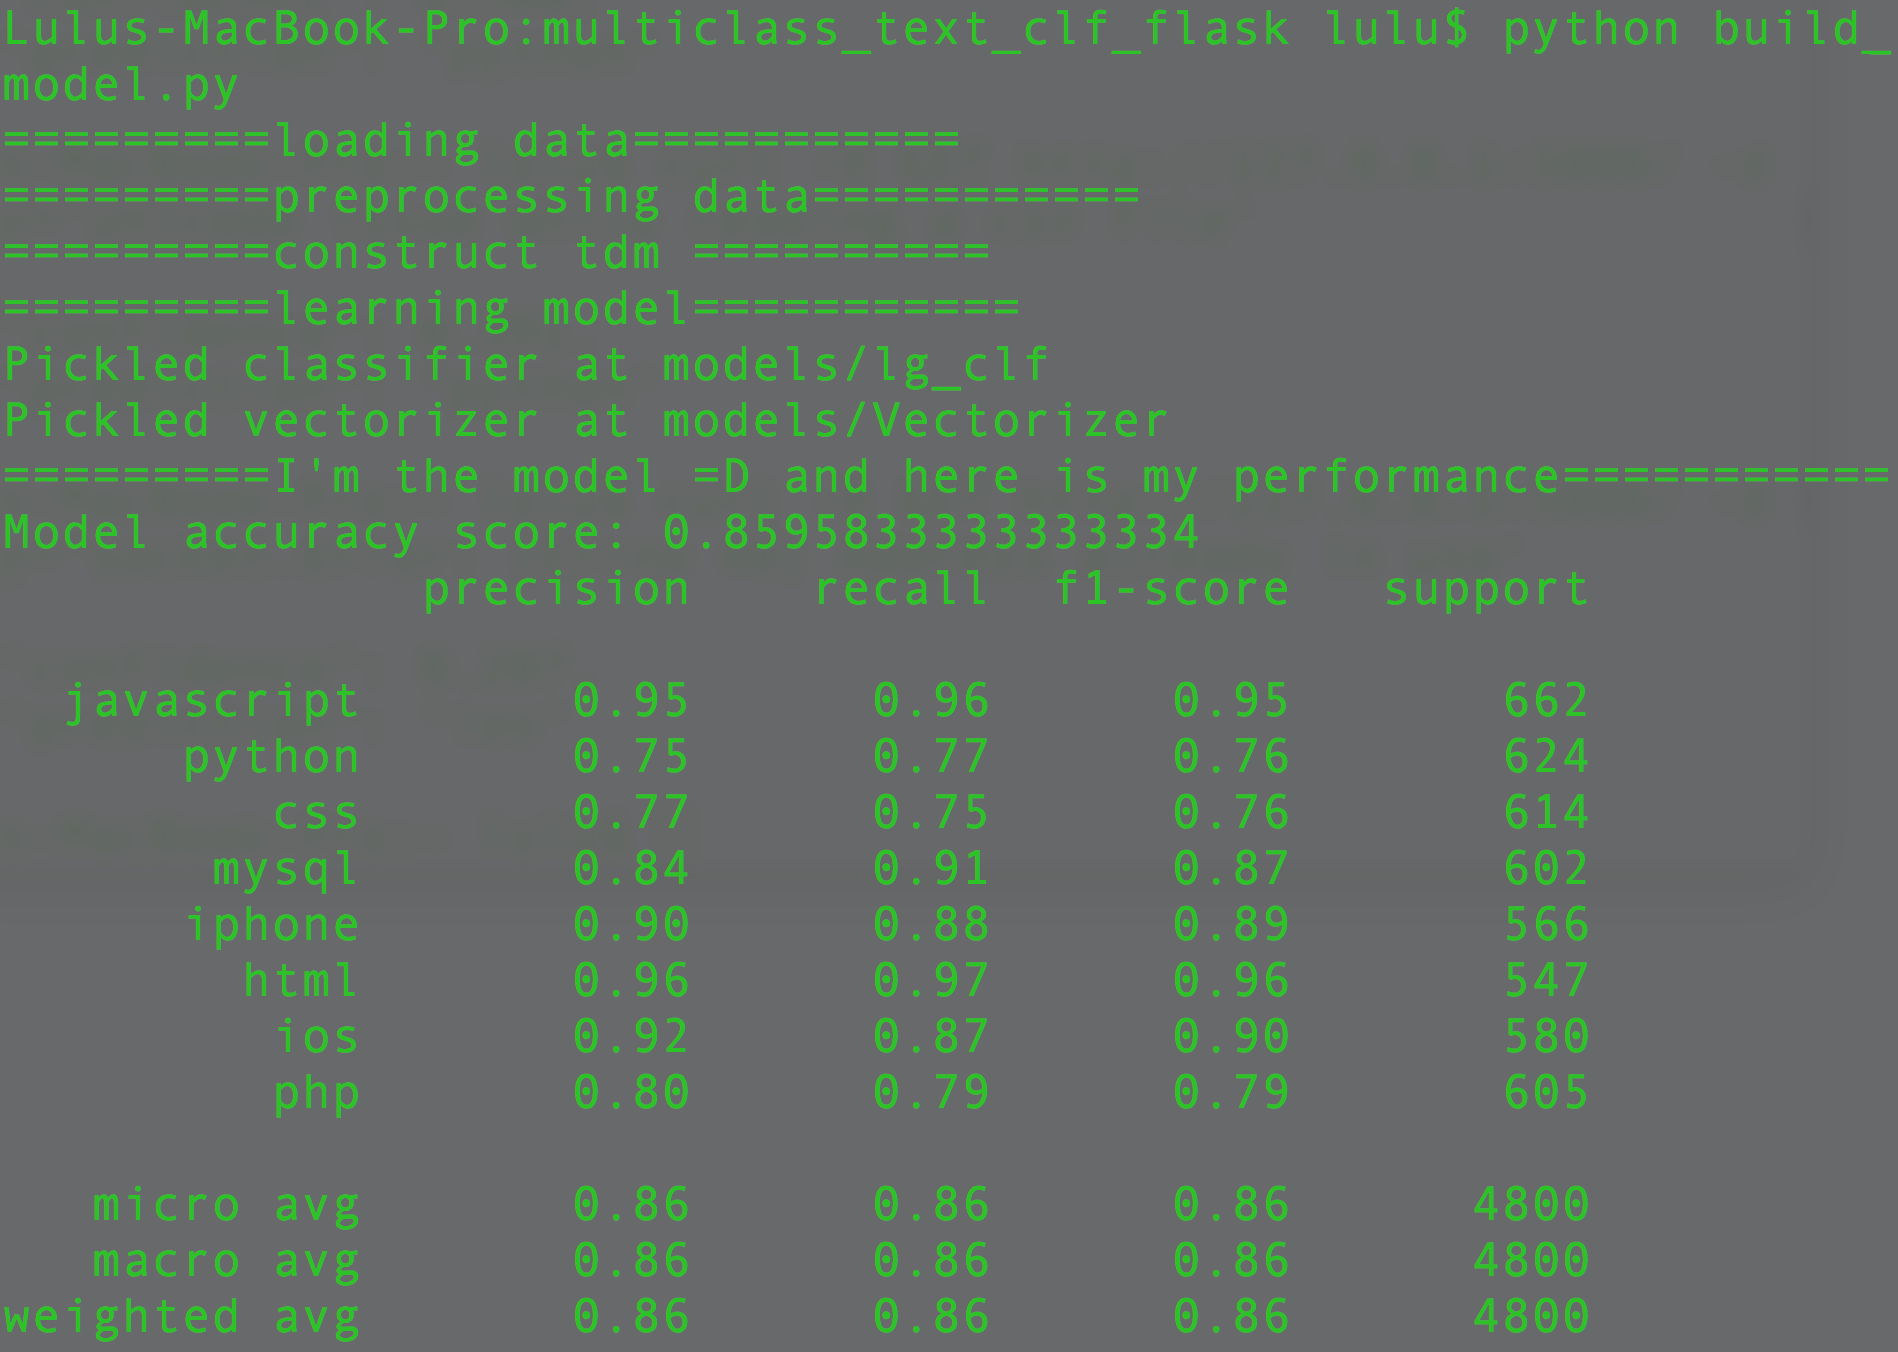 Lulus-MacBook-Pro:multiclass_text_clf_flask lulu$ python build_
model.py
=========loading data===========
=========preprocessing data===========
=========construct tdm ==========
=========learning model===========
Pickled classifier at models/lg_clf
Pickled vectorizer at models/Vectorizer
=========I'm the model =D and here is my performance===========
Model accuracy score: 0.8595833333333334
              precision    recall  f1-score   support

  javascript       0.95      0.96      0.95       662
      python       0.75      0.77      0.76       624
         css       0.77      0.75      0.76       614
       mysql       0.84      0.91      0.87       602
      iphone       0.90      0.88      0.89       566
        html       0.96      0.97      0.96       547
         ios       0.92      0.87      0.90       580
         php       0.80      0.79      0.79       605

   micro avg       0.86      0.86      0.86      4800
   macro avg       0.86      0.86      0.86      4800
weighted avg       0.86      0.86      0.86      4800